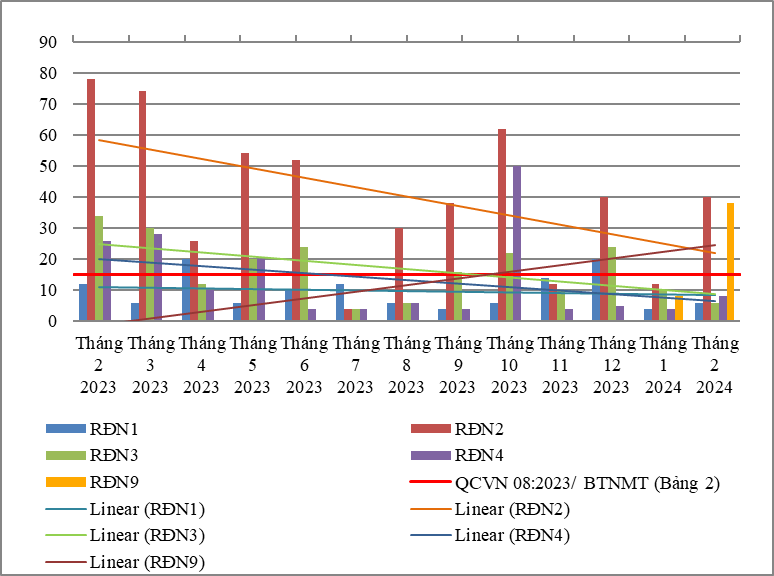 90
80
70
60
50
40
30
20
10
0
Tháng Tháng Tháng Tháng Tháng Tháng Tháng Tháng Tháng Tháng Tháng Tháng Tháng
2 3 4 5 6 7 8 9 10 11 12 1 2
2023 2023 2023 2023 2023 2023 2023 2023 2023 2023 2023 2024 2024
RĐN1 RĐN2
RĐN3 RĐN4
RĐN9 QCVN 08:2023/ BTNMT (Bảng 2)
Linear (RĐN1) Linear (RĐN2)
Linear (RĐN3) Linear (RĐN4)
Linear (RĐN9)